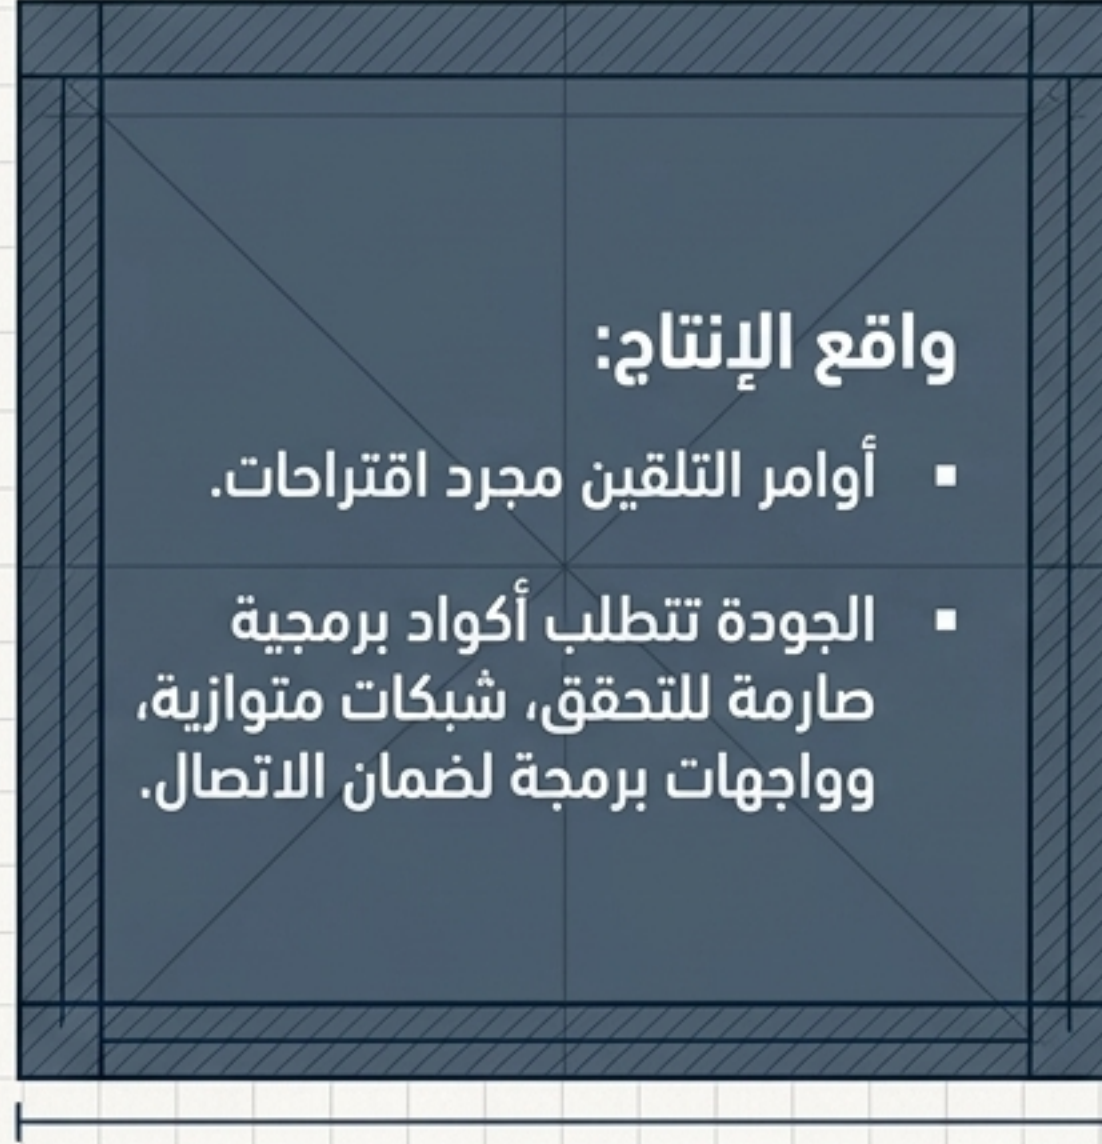 واقع الإنتاج:
▪ أوامر التلقين مجرد اقتراحات.
▪ الجودة تتطلب أكواد برمجية
صارمة للتحقق، شبكات متوازية،
وواجهات برمجة لضمان الاتصال.